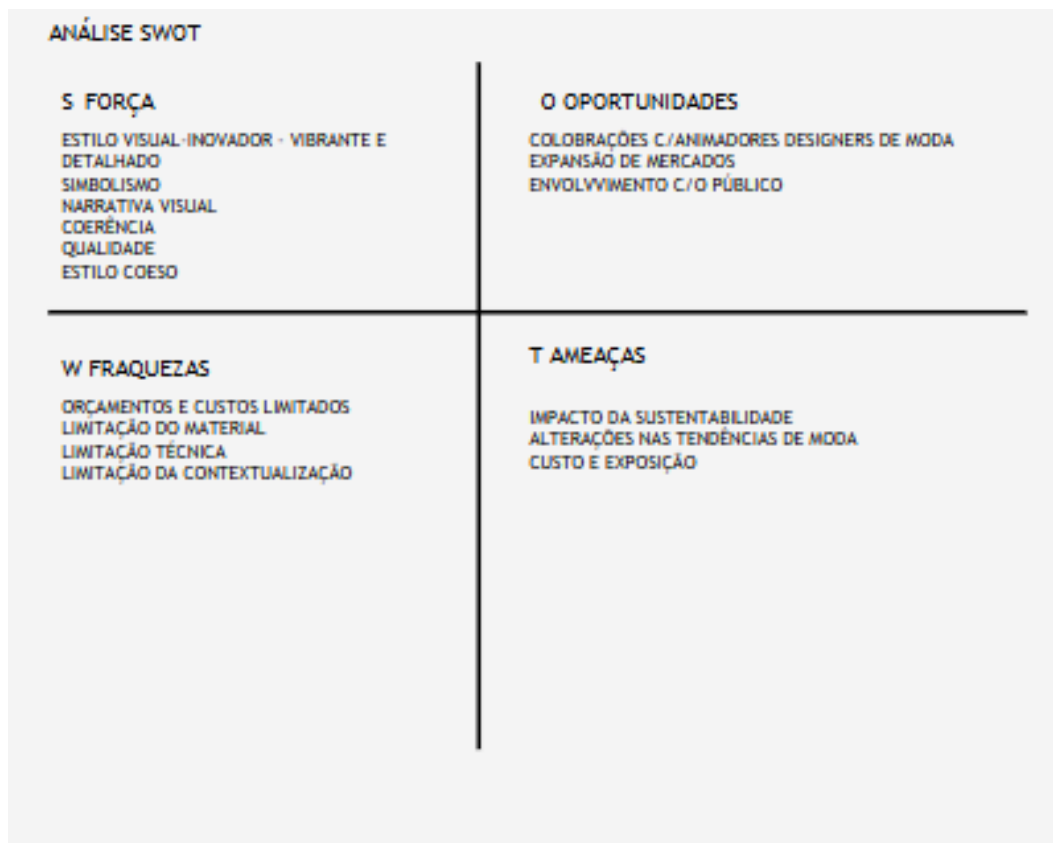 ANÁLISE SWOT
S FORÇA
ESTILO VISUAL-INOVADOR - VIBRANTE E
DETALHADO
SIMBOLISMO
NARRATIVA VISUAL
COERÊNCIA
QUALIDADE
ESTILO COESO
O OPORTUNIDADES
COLOBRAÇÕES C/ANIMADORES DESIGNERS DE MODA
EXPANSÃO DE MERCADOS
ENVOLVVIMENTO C/O PÚBLICO
W FRAQUEZAS
ORÇAMENTOS E CUSTOS LIMITADOS
LIMITAÇÃO DO MATERIAL
LIMITAÇÃO TÉCNICA
LIMITAÇÃO DA CONTEXTUALIZAÇÃO
T AMEAÇAS
IMPACTO DA SUSTENTABILIDADE
ALTERAÇÕES NAS TENDÊNCIAS DE MODA
CUSTO E EXPOSIÇÃO